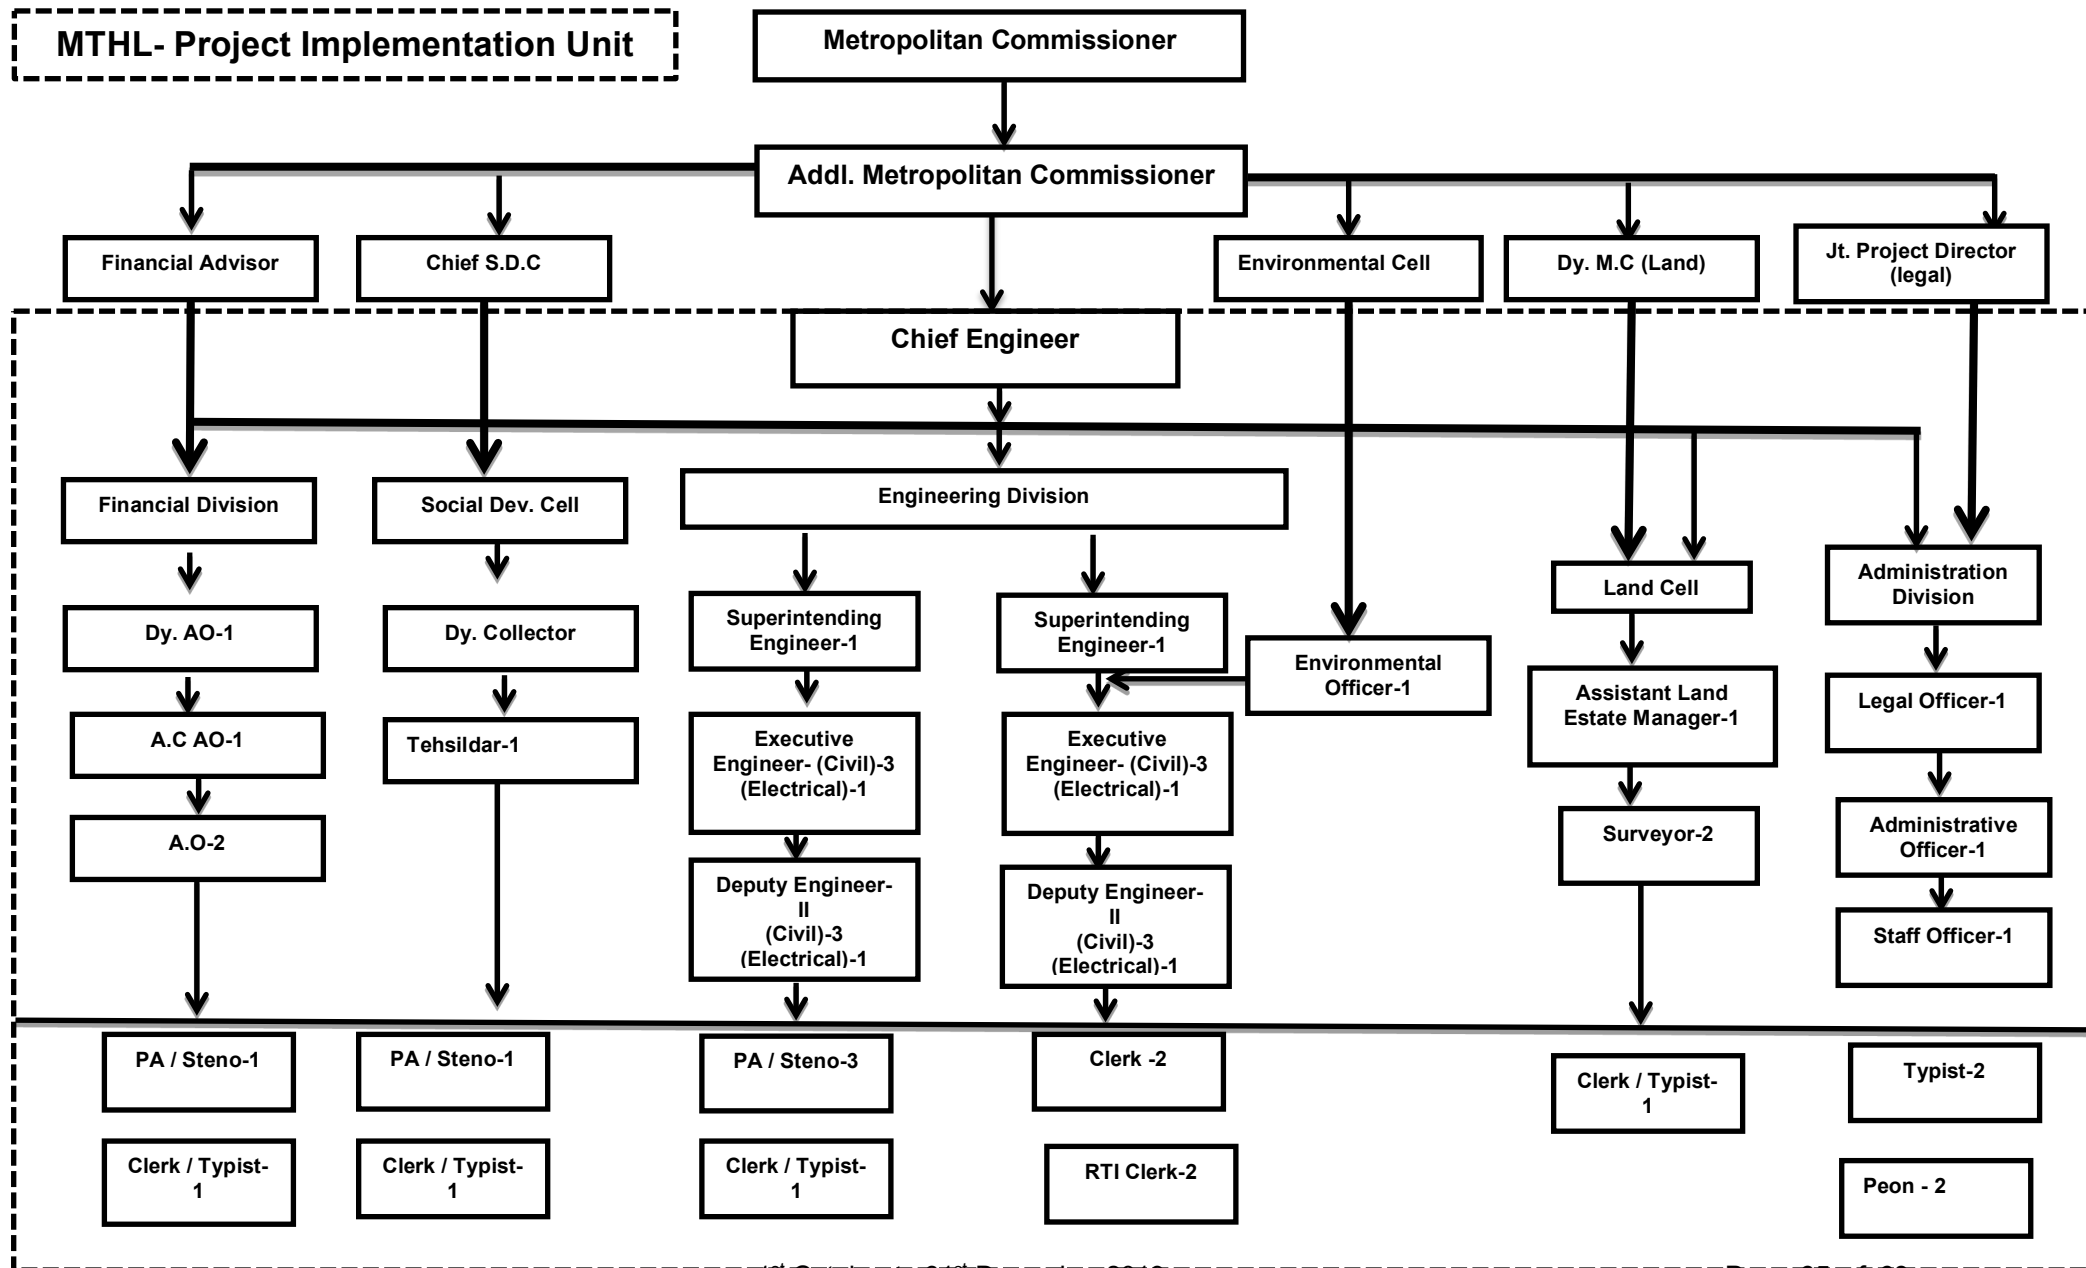 MTHL- Project Implementation Unit
Metropolitan Commissioner
Addl. Metropolitan Commissioner
Financial Advisor
Chief S.D.C
Environmental Cell
Dy. M.C (Land)
Jt. Project Director
(legal)
Chief Engineer
Financial Division
Social Dev. Cell
Engineering Division
Land Cell
Administration
Division
Dy. AO-1
Dy. Collector
Superintending
Engineer-1
Superintending
Engineer-1
Environmental
Officer-1
Assistant Land
Estate Manager-1
Legal Officer-1
A.C AO-1
Tehsildar-1
Executive
Engineer- (Civil)-3
(Electrical)-1
Executive
Engineer- (Civil)-3
(Electrical)-1
Surveyor-2
Administrative
Officer-1
A.O-2
Deputy Engineer-
II
(Civil)-3
(Electrical)-1
Deputy Engineer-
II
(Civil)-3
(Electrical)-1
Staff Officer-1
PA / Steno-1
PA / Steno-1
PA / Steno-3
Clerk -2
Clerk / Typist-
1
Typist-2
Clerk / Typist-
1
Clerk / Typist-
1
Clerk / Typist-
1
RTI Clerk-2
Peon - 2